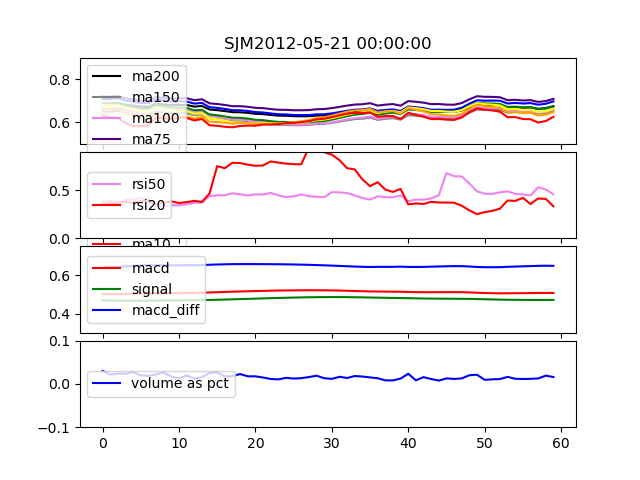 SJM2012-05-21 00:00:00
0.8
0.6
ma200
ma150
ma100
ma75
0.5
0.0
rsi50
rsi20
ma10
0.6
0.4
macd
signal
macd_diff
0.1
0.0
−0.1
volume as pct
0 10 20 30 40 50 60